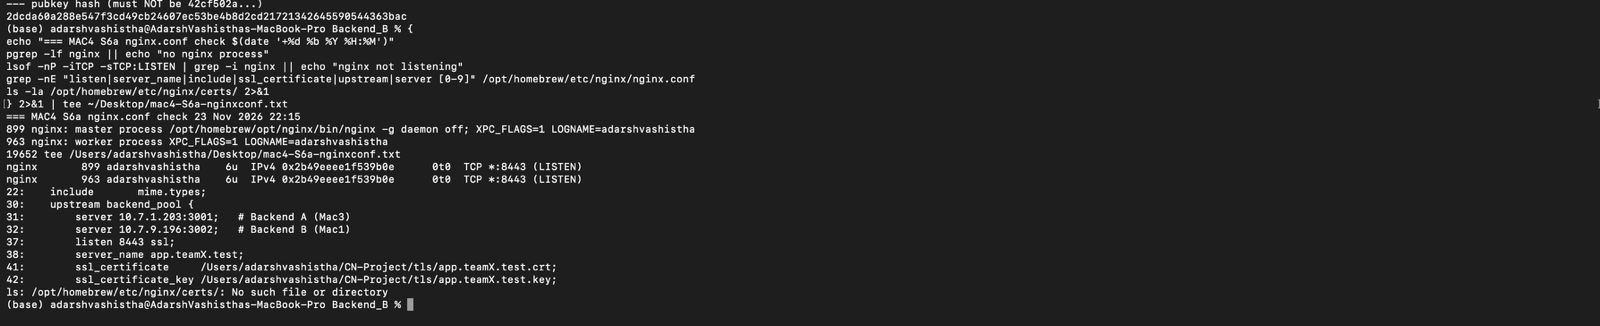 --- pubkey hash (must NOT be 42cf502a...)
2dcda60a288e547f3cd49cb24607ec53be4b8d2cd21721342645590544363bac
(base) adarshvashistha@AdarshVashisthas-MacBook-Pro Backend_B % {
echo "=== MAC4 S6a nginx.conf check $(date '+%d %b %Y %H:%M')"
pgrep -lf nginx || echo "no nginx process"
lsof -nP -iTCP -sTCP:LISTEN | grep -i nginx || echo "nginx not listening"
grep -nE "listen|server_name|include|ssl_certificate|upstream|server [0-9]" /opt/homebrew/etc/nginx/nginx.conf
ls -la /opt/homebrew/etc/nginx/certs/ 2>&1
} 2>&1 | tee ~/Desktop/mac4-S6a-nginxconf.txt
=== MAC4 S6a nginx.conf check 23 Nov 2026 22:15
899 nginx: master process /opt/homebrew/opt/nginx/bin/nginx -g daemon off; XPC_FLAGS=1 LOGNAME=adarshvashistha
963 nginx: worker process XPC_FLAGS=1 LOGNAME=adarshvashistha
19652 tee /Users/adarshvashistha/Desktop/mac4-S6a-nginxconf.txt
nginx 899 adarshvashistha 6u IPv4 0x2b49eeee1f539b0e 0t0 TCP *:8443 (LISTEN)
nginx 963 adarshvashistha 6u IPv4 0x2b49eeee1f539b0e 0t0 TCP *:8443 (LISTEN)
22: include mime.types;
30: upstream backend_pool {
31: server 10.7.1.203:3001; # Backend A (Mac3)
32: server 10.7.9.196:3002; # Backend B (Mac1)
37: listen 8443 ssl;
38: server_name app.teamX.test;
41: ssl_certificate /Users/adarshvashistha/CN-Project/tls/app.teamX.test.crt;
42: ssl_certificate_key /Users/adarshvashistha/CN-Project/tls/app.teamX.test.key;
ls: /opt/homebrew/etc/nginx/certs/: No such file or directory
(base) adarshvashistha@AdarshVashisthas-MacBook-Pro Backend_B %